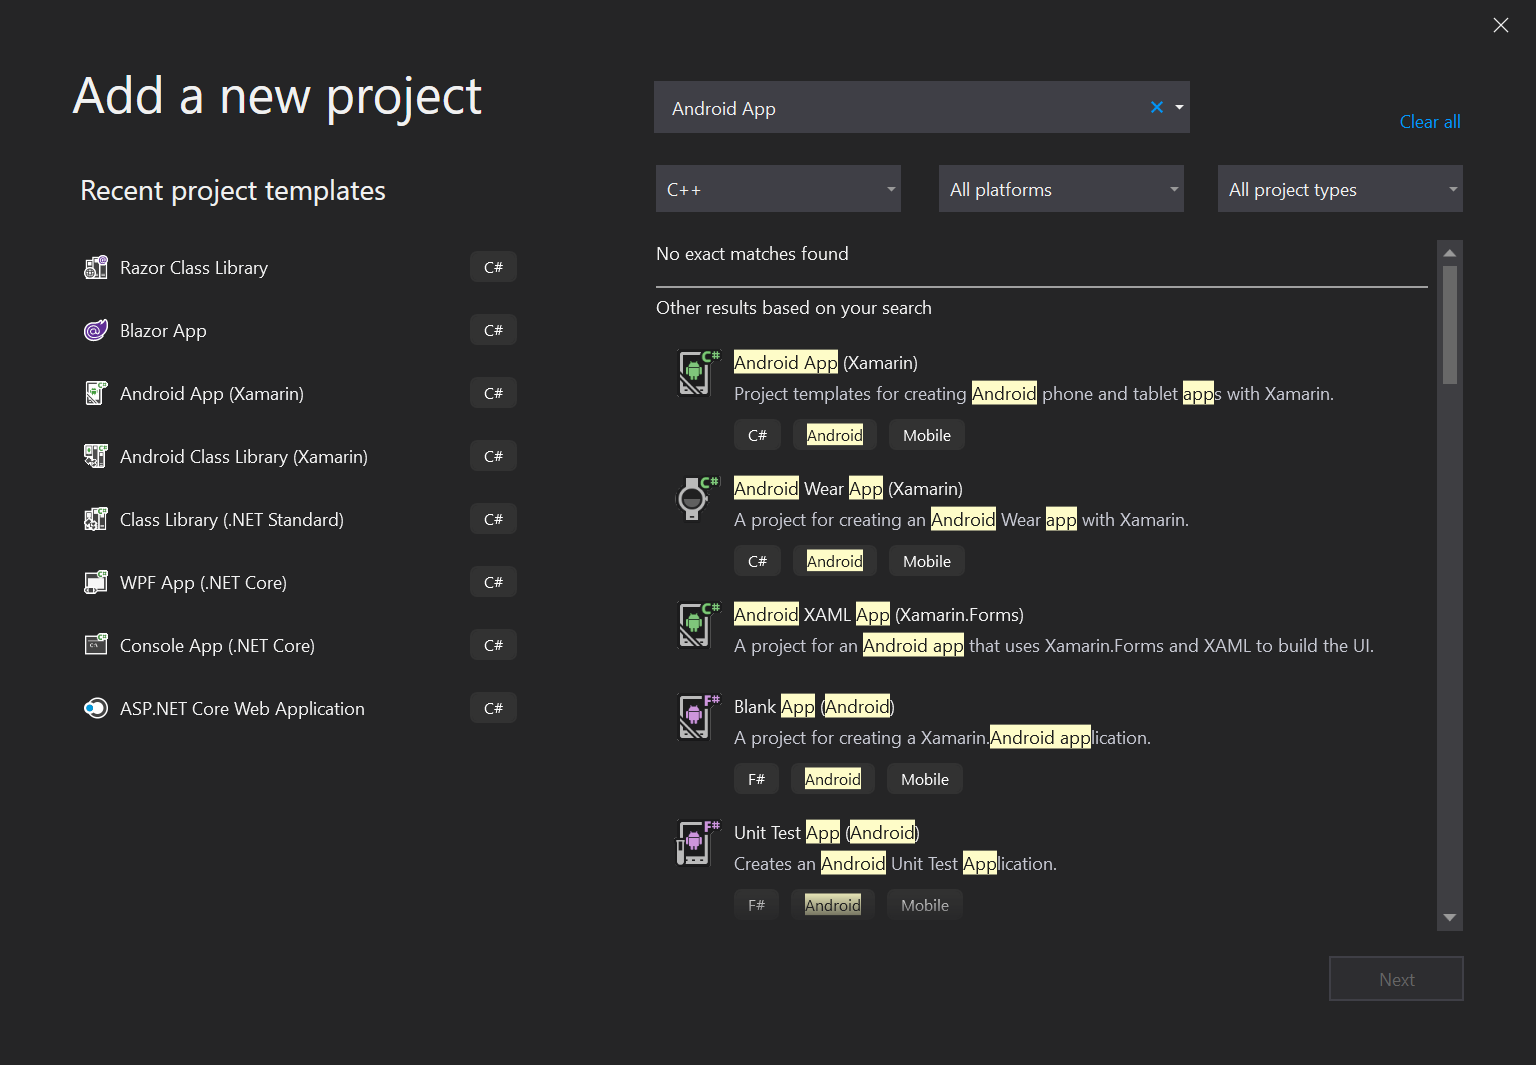 Add a new project
Android App
Clear all
C++
All platforms
All project types
Recent project templates
Razor Class Library C#
Blazor App C#
Android App (Xamarin) C#
Android Class Library (Xamarin) C#
Class Library (.NET Standard) C#
WPF App (.NET Core) C#
Console App (.NET Core) C#
ASP.NET Core Web Application C#
No exact matches found
Other results based on your search
Android App (Xamarin)
Project templates for creating Android phone and tablet apps with Xamarin.
C# Android Mobile
Android Wear App (Xamarin)
A project for creating an Android Wear app with Xamarin.
C# Android Mobile
Android XAML App (Xamarin.Forms)
A project for an Android app that uses Xamarin.Forms and XAML to build the UI.
Blank App (Android)
A project for creating a Xamarin.Android application.
F# Android Mobile
Unit Test App (Android)
Creates an Android Unit Test Application.
F# Android Mobile
Next